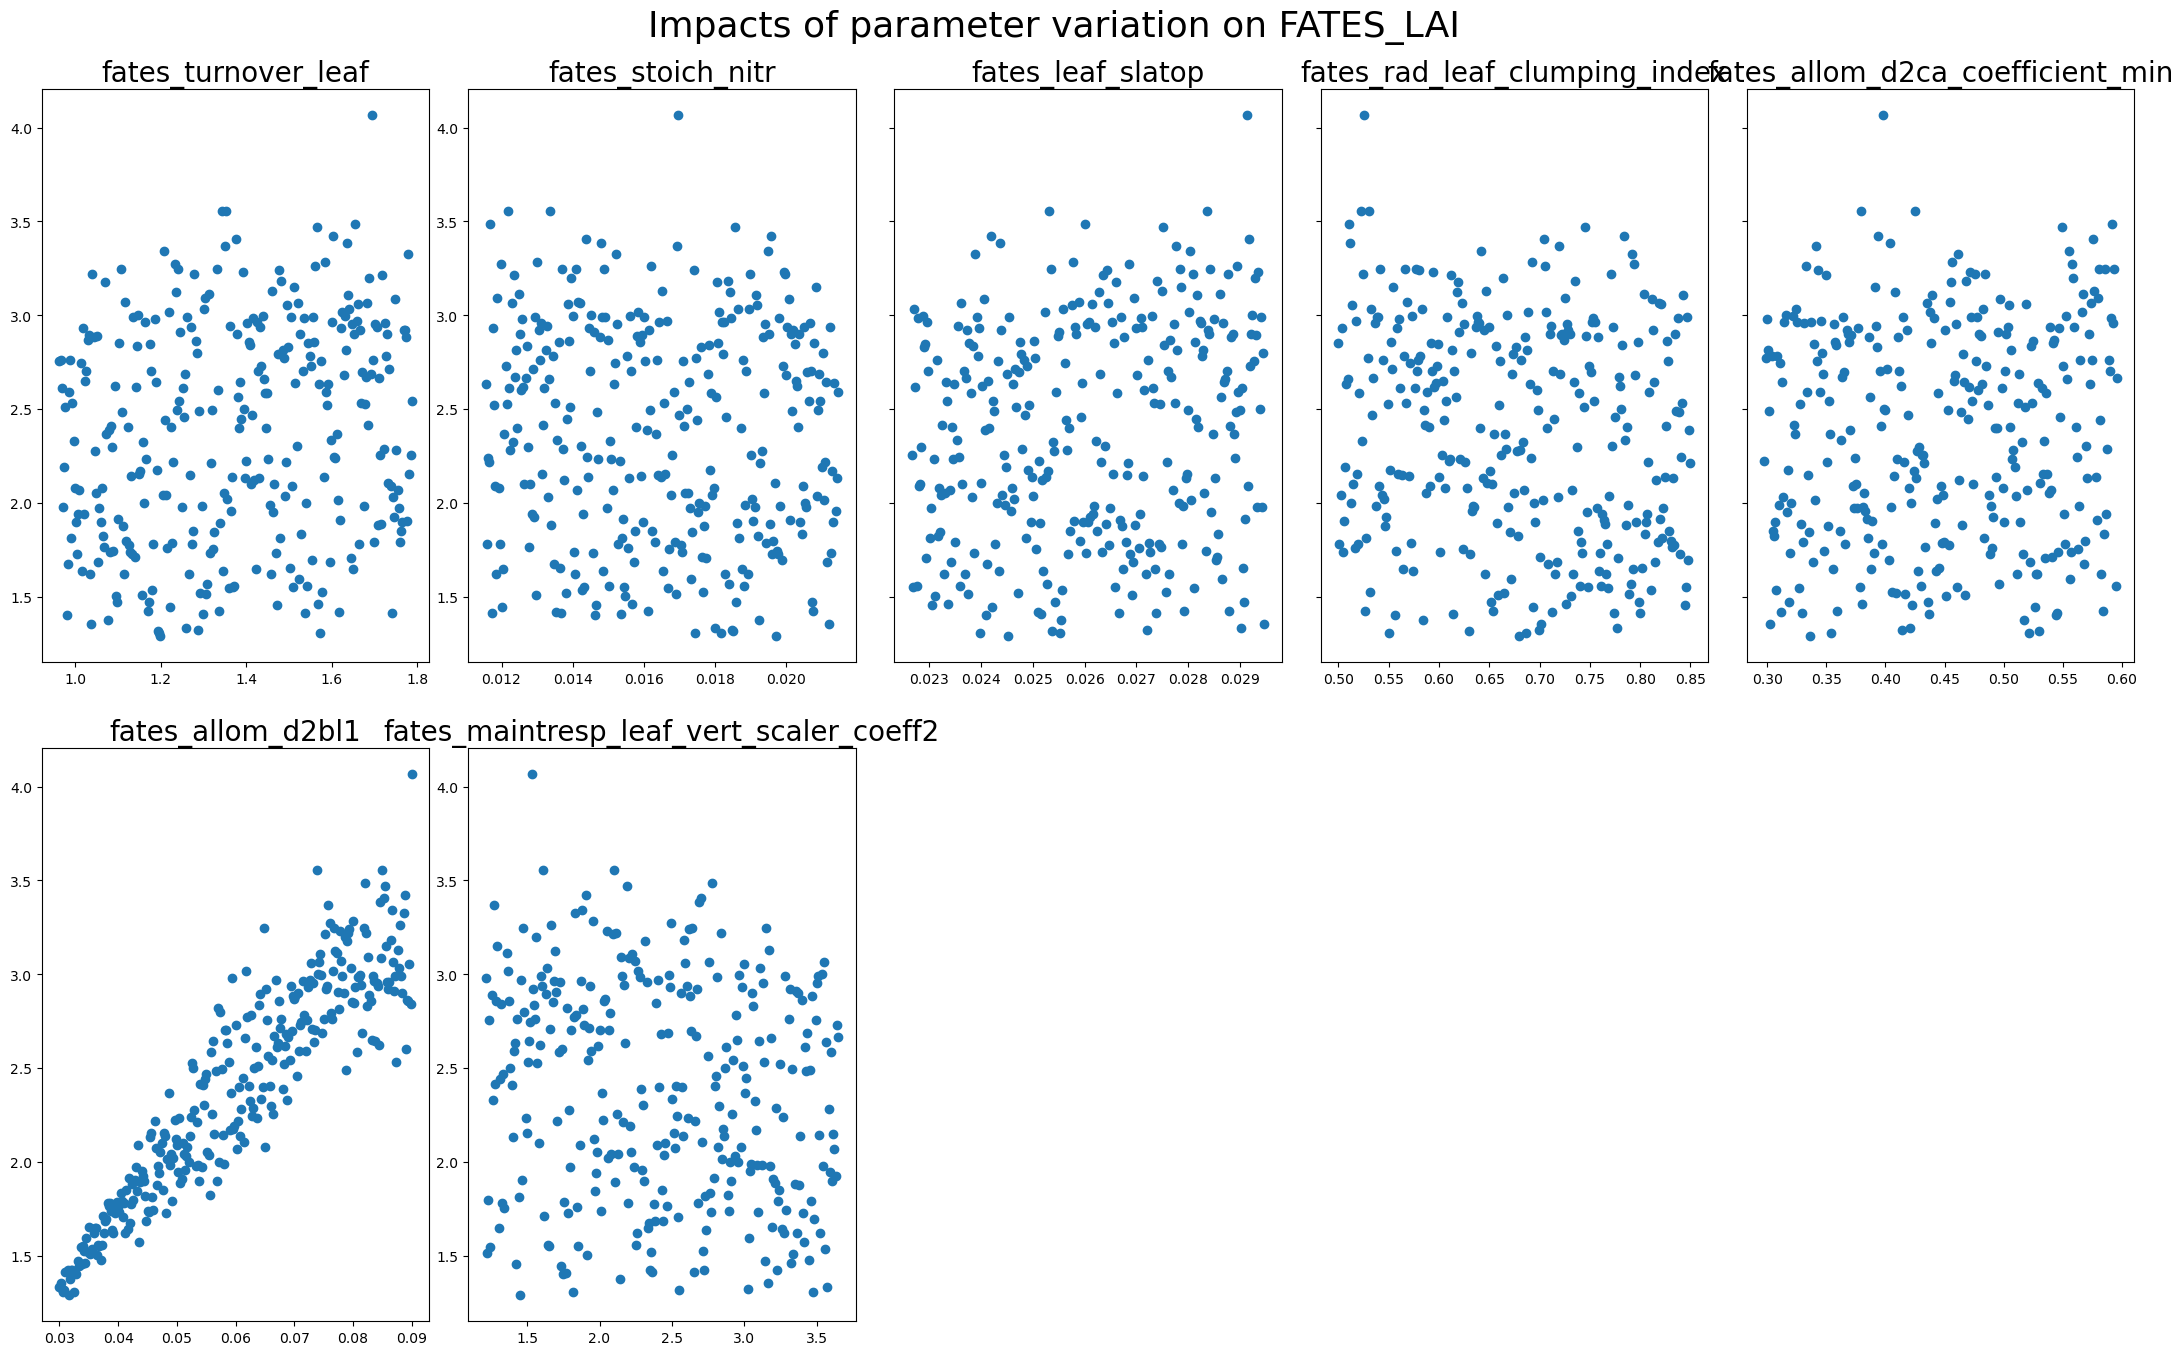 Impacts of parameter variation on FATES_LAI
fates_turnover_leaf
fates_stoich_nitr
fates_leaf_slatop
fates_rad_leaf_clumping_index
fates_allom_d2ca_coefficient_min
4.0
3.5
3.0
2.5
2.0
1.5
1.0 1.2 1.4 1.6 1.8
0.012 0.014 0.016 0.018 0.020
0.023 0.024 0.025 0.026 0.027 0.028 0.029
0.50 0.55 0.60 0.65 0.70 0.75 0.80 0.85
0.30 0.35 0.40 0.45 0.50 0.55 0.60
fates_allom_d2bl1
fates_maintresp_leaf_vert_scaler_coeff2
4.0
3.5
3.0
2.5
2.0
1.5
0.03 0.04 0.05 0.06 0.07 0.08 0.09
1.5 2.0 2.5 3.0 3.5